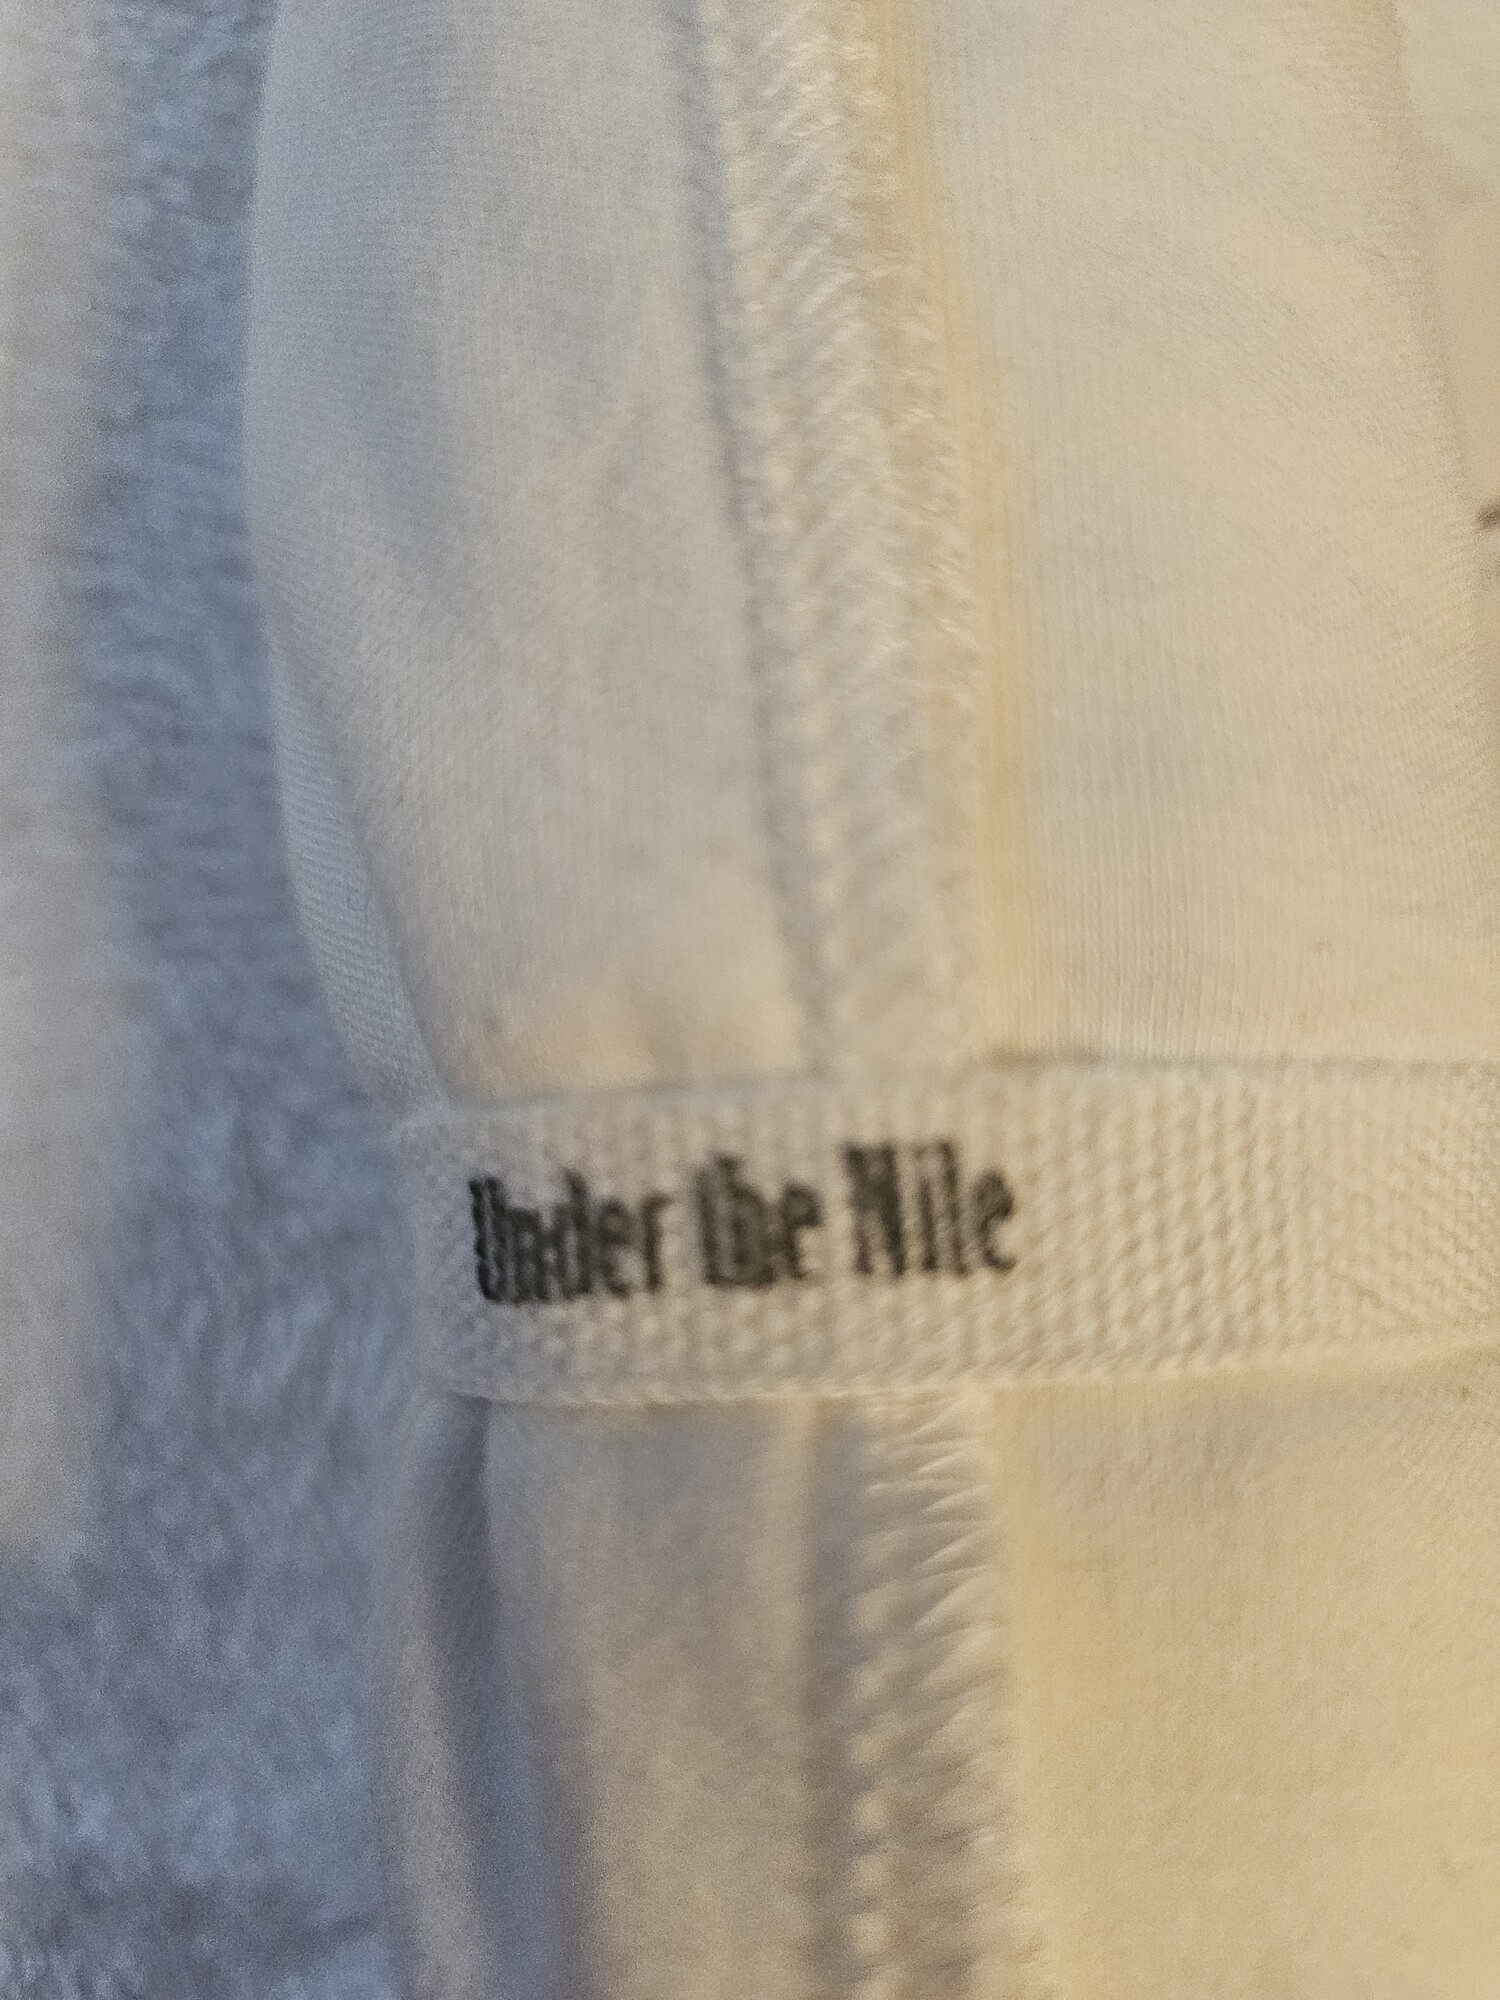 Under the Nile